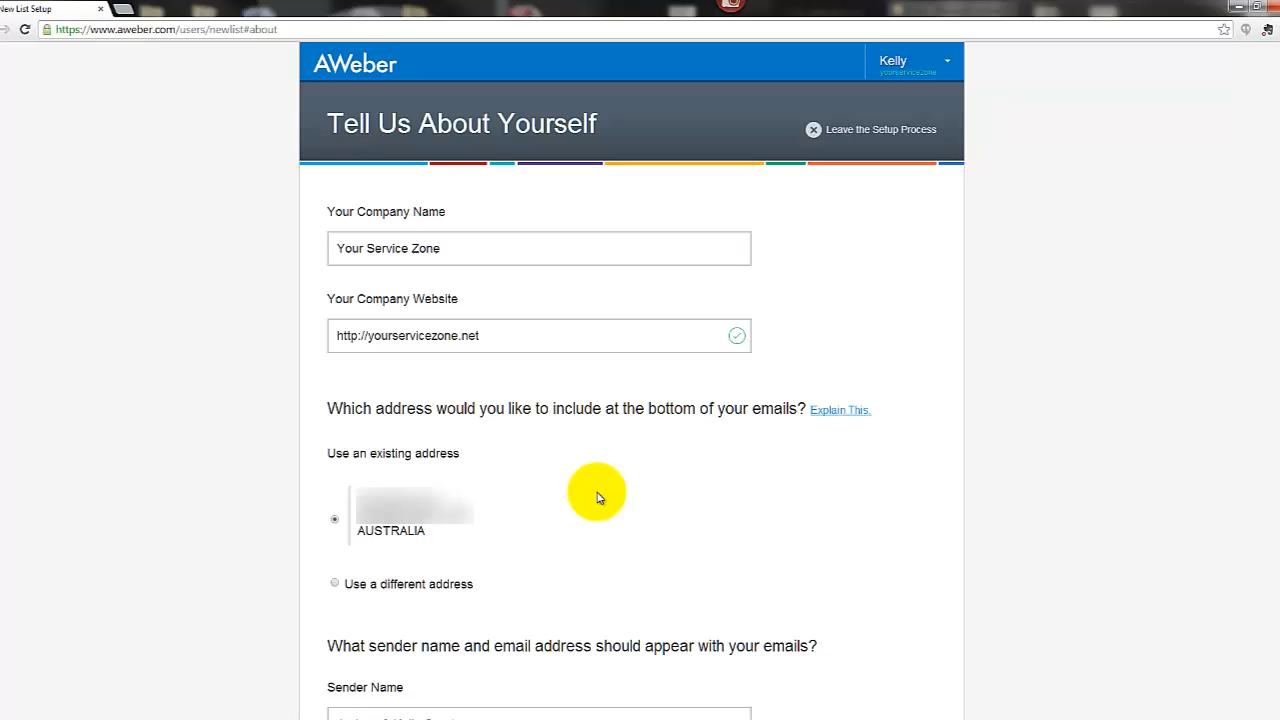 New List Setup
https://www.aweber.com/users/newlist#about
AWeber
Kelly
yourservicezone
Tell Us About Yourself
Leave the Setup Process
Your Company Name
Your Service Zone
Your Company Website
http://yourservicezone.net
Which address would you like to include at the bottom of your emails? Explain This.
Use an existing address
AUSTRALIA
Use a different address
What sender name and email address should appear with your emails?
Sender Name